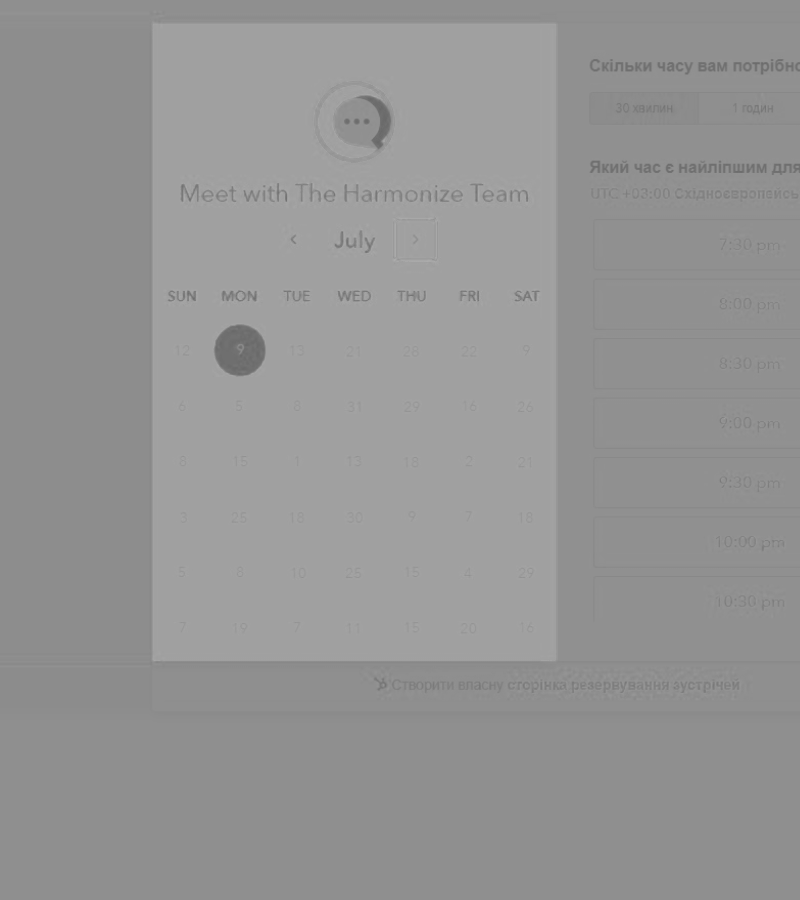 Meet with The Harmonize Team
July
SUN MON TUE WED THU FRI SAT
12 9 13 21 28 22 9
6 5 8 31 29 16 26
8 15 1 13 18 2 21
3 25 18 30 9 7 18
5 8 10 25 15 4 29
7 19 7 11 15 20 16
Скільки часу вам потрібно
30 хвилин 1 годин
Який час є найліпшим для
UTC +03:00 Східноєвропейсь
7:30 pm
8:00 pm
8:30 pm
9:00 pm
9:30 pm
10:00 pm
10:30 pm
Створити власну сторінка резервування зустрічей